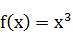 f(x) = x³